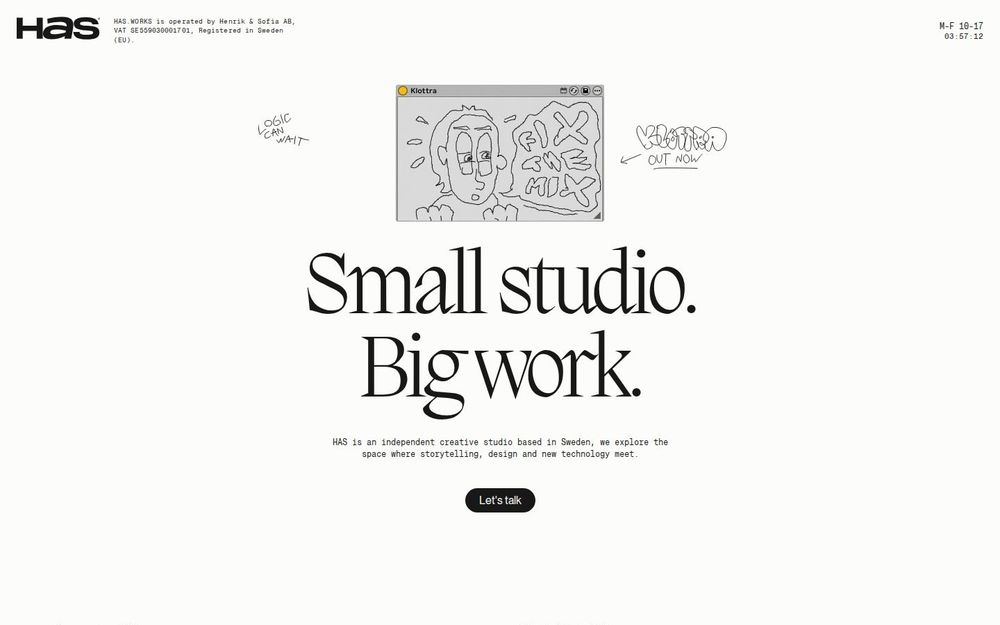 Has
HAS.WORKS is operated by Henrik & Sofia AB,
VAT SE559030001701, Registered in Sweden
(EU).
M-F 10-17
03:57:12
Klottra
LOGIC
CAN
WAIT
FIX
THE
MIX
KLOTTRA
OUT NOW
Small studio.
Big work.
HAS is an independent creative studio based in Sweden, we explore the
space where storytelling, design and new technology meet.
Let's talk